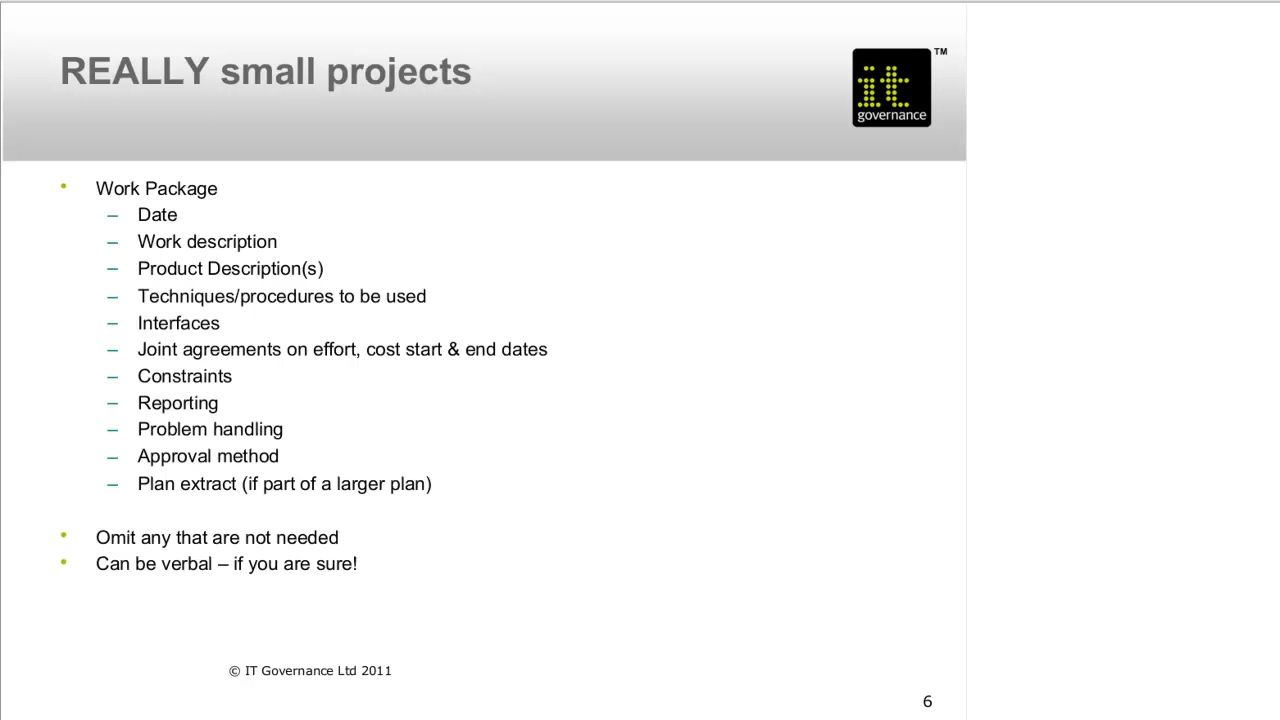 REALLY small projects
TM
it
governance
• Work Package
– Date
– Work description
– Product Description(s)
– Techniques/procedures to be used
– Interfaces
– Joint agreements on effort, cost start & end dates
– Constraints
– Reporting
– Problem handling
– Approval method
– Plan extract (if part of a larger plan)
• Omit any that are not needed
• Can be verbal – if you are sure!
© IT Governance Ltd 2011
6